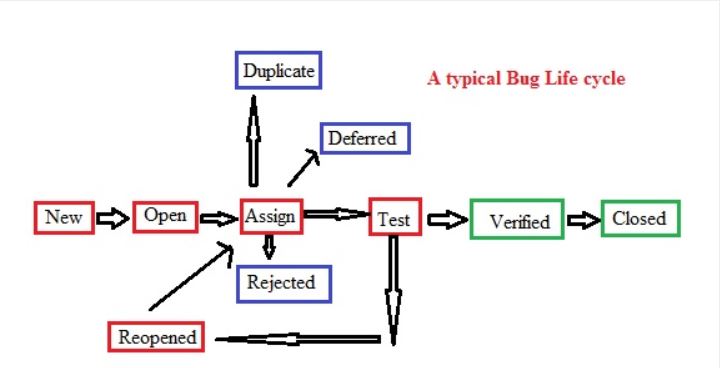 Duplicate
A typical Bug Life cycle
Deferred
New
Open
Assign
Test
Verified
Closed
Rejected
Reopened